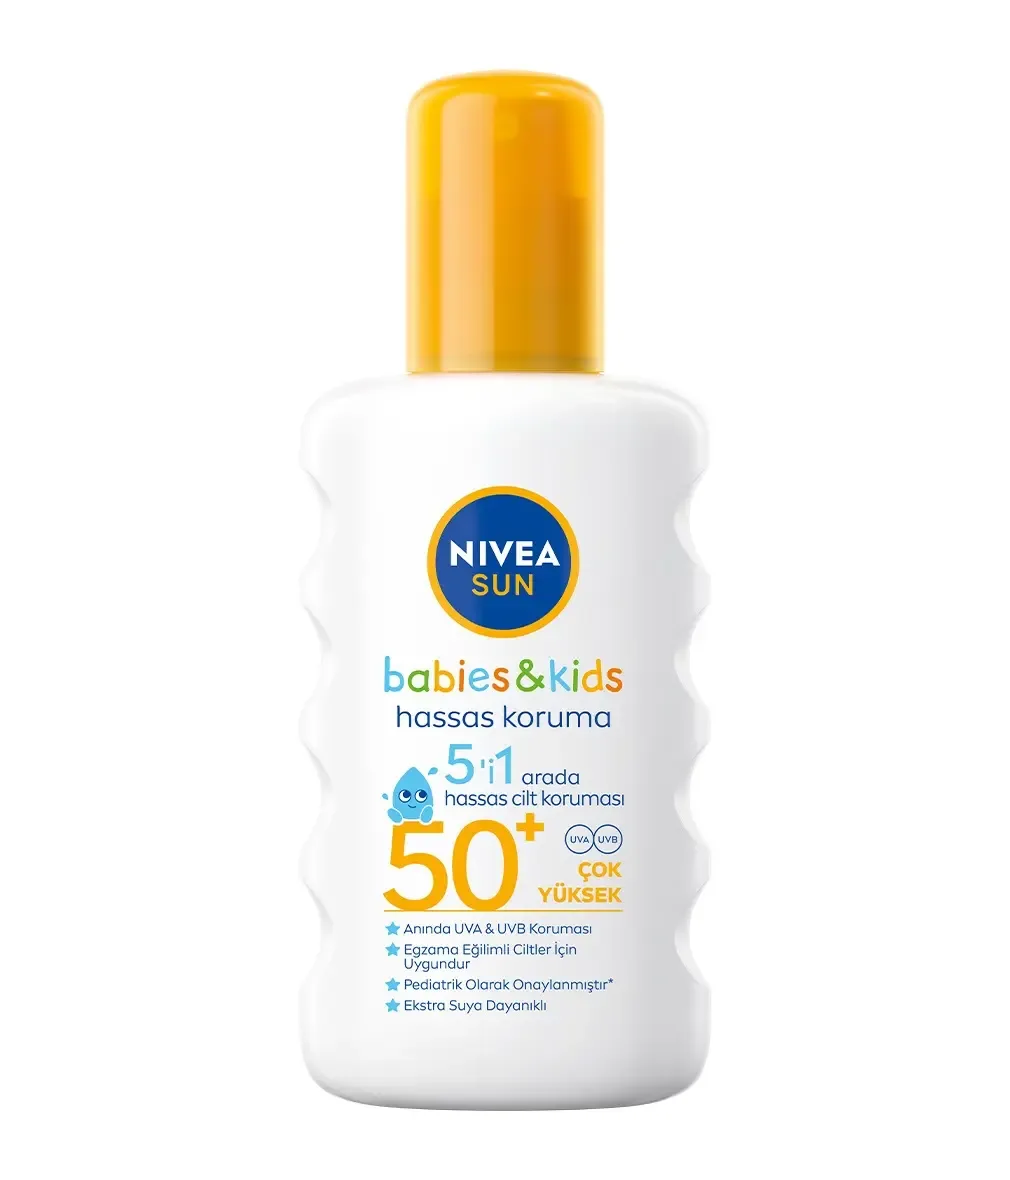 NIVEA
SUN
babies&kids
hassas koruma
5'i1 arada
hassas cilt koruması
50+
UVA UVB
ÇOK
YÜKSEK
Anında UVA & UVB Koruması
Egzama Eğilimli Ciltler İçin
Uygundur
Pediatrik Olarak Onaylanmıştır*
Ekstra Suya Dayanıklı